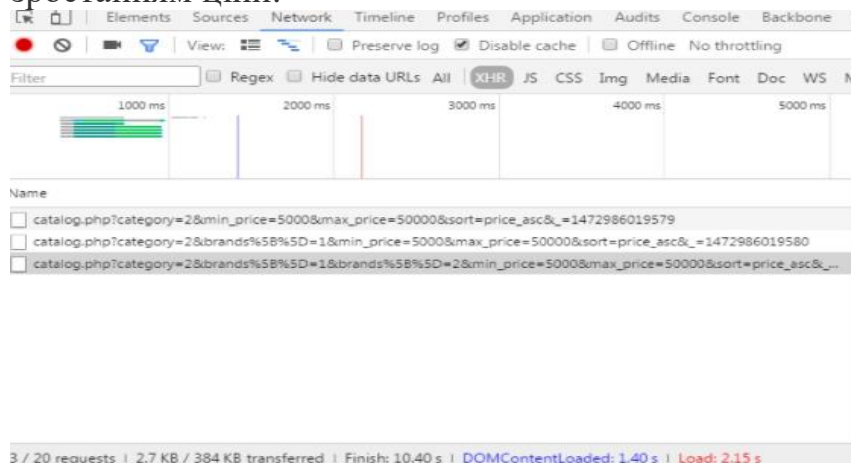 зростанням ціни.
Elements Sources Network Timeline Profiles Application Audits Console Backbone
View: Preserve log Disable cache Offline No throttling
Filter Regex Hide data URLs All XHR JS CSS Img Media Font Doc WS
1000 ms 2000 ms 3000 ms 4000 ms 5000 ms
Name
catalog.php?category=2&min_price=5000&max_price=50000&sort=price_asc&_=1472986019579
catalog.php?category=2&brands%5B%5D=1&min_price=5000&max_price=50000&sort=price_asc&_=1472986019580
catalog.php?category=2&brands%5B%5D=1&brands%5B%5D=2&min_price=5000&max_price=50000&sort=price_asc&_...
3 / 20 requests | 2.7 KB / 384 KB transferred | Finish: 10.40 s | DOMContentLoaded: 1.40 s | Load: 2.15 s